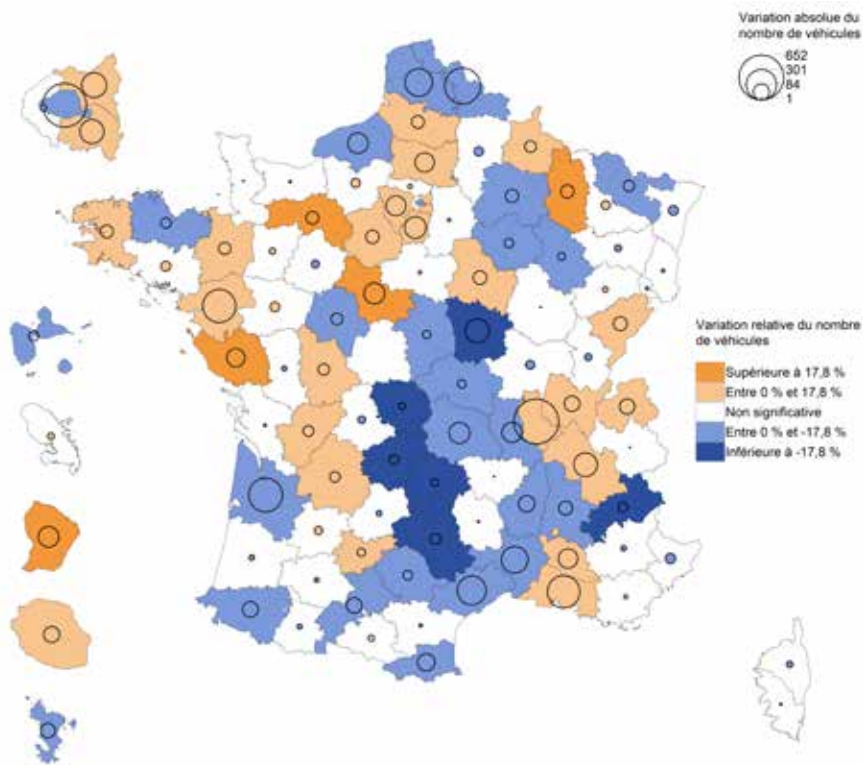 Variation absolue du
nombre de véhicules
652
301
84
1
Variation relative du nombre
de véhicules
Supérieure à 17,8 %
Entre 0 % et 17,8 %
Non significative
Entre 0 % et -17,8 %
Inférieure à -17,8 %